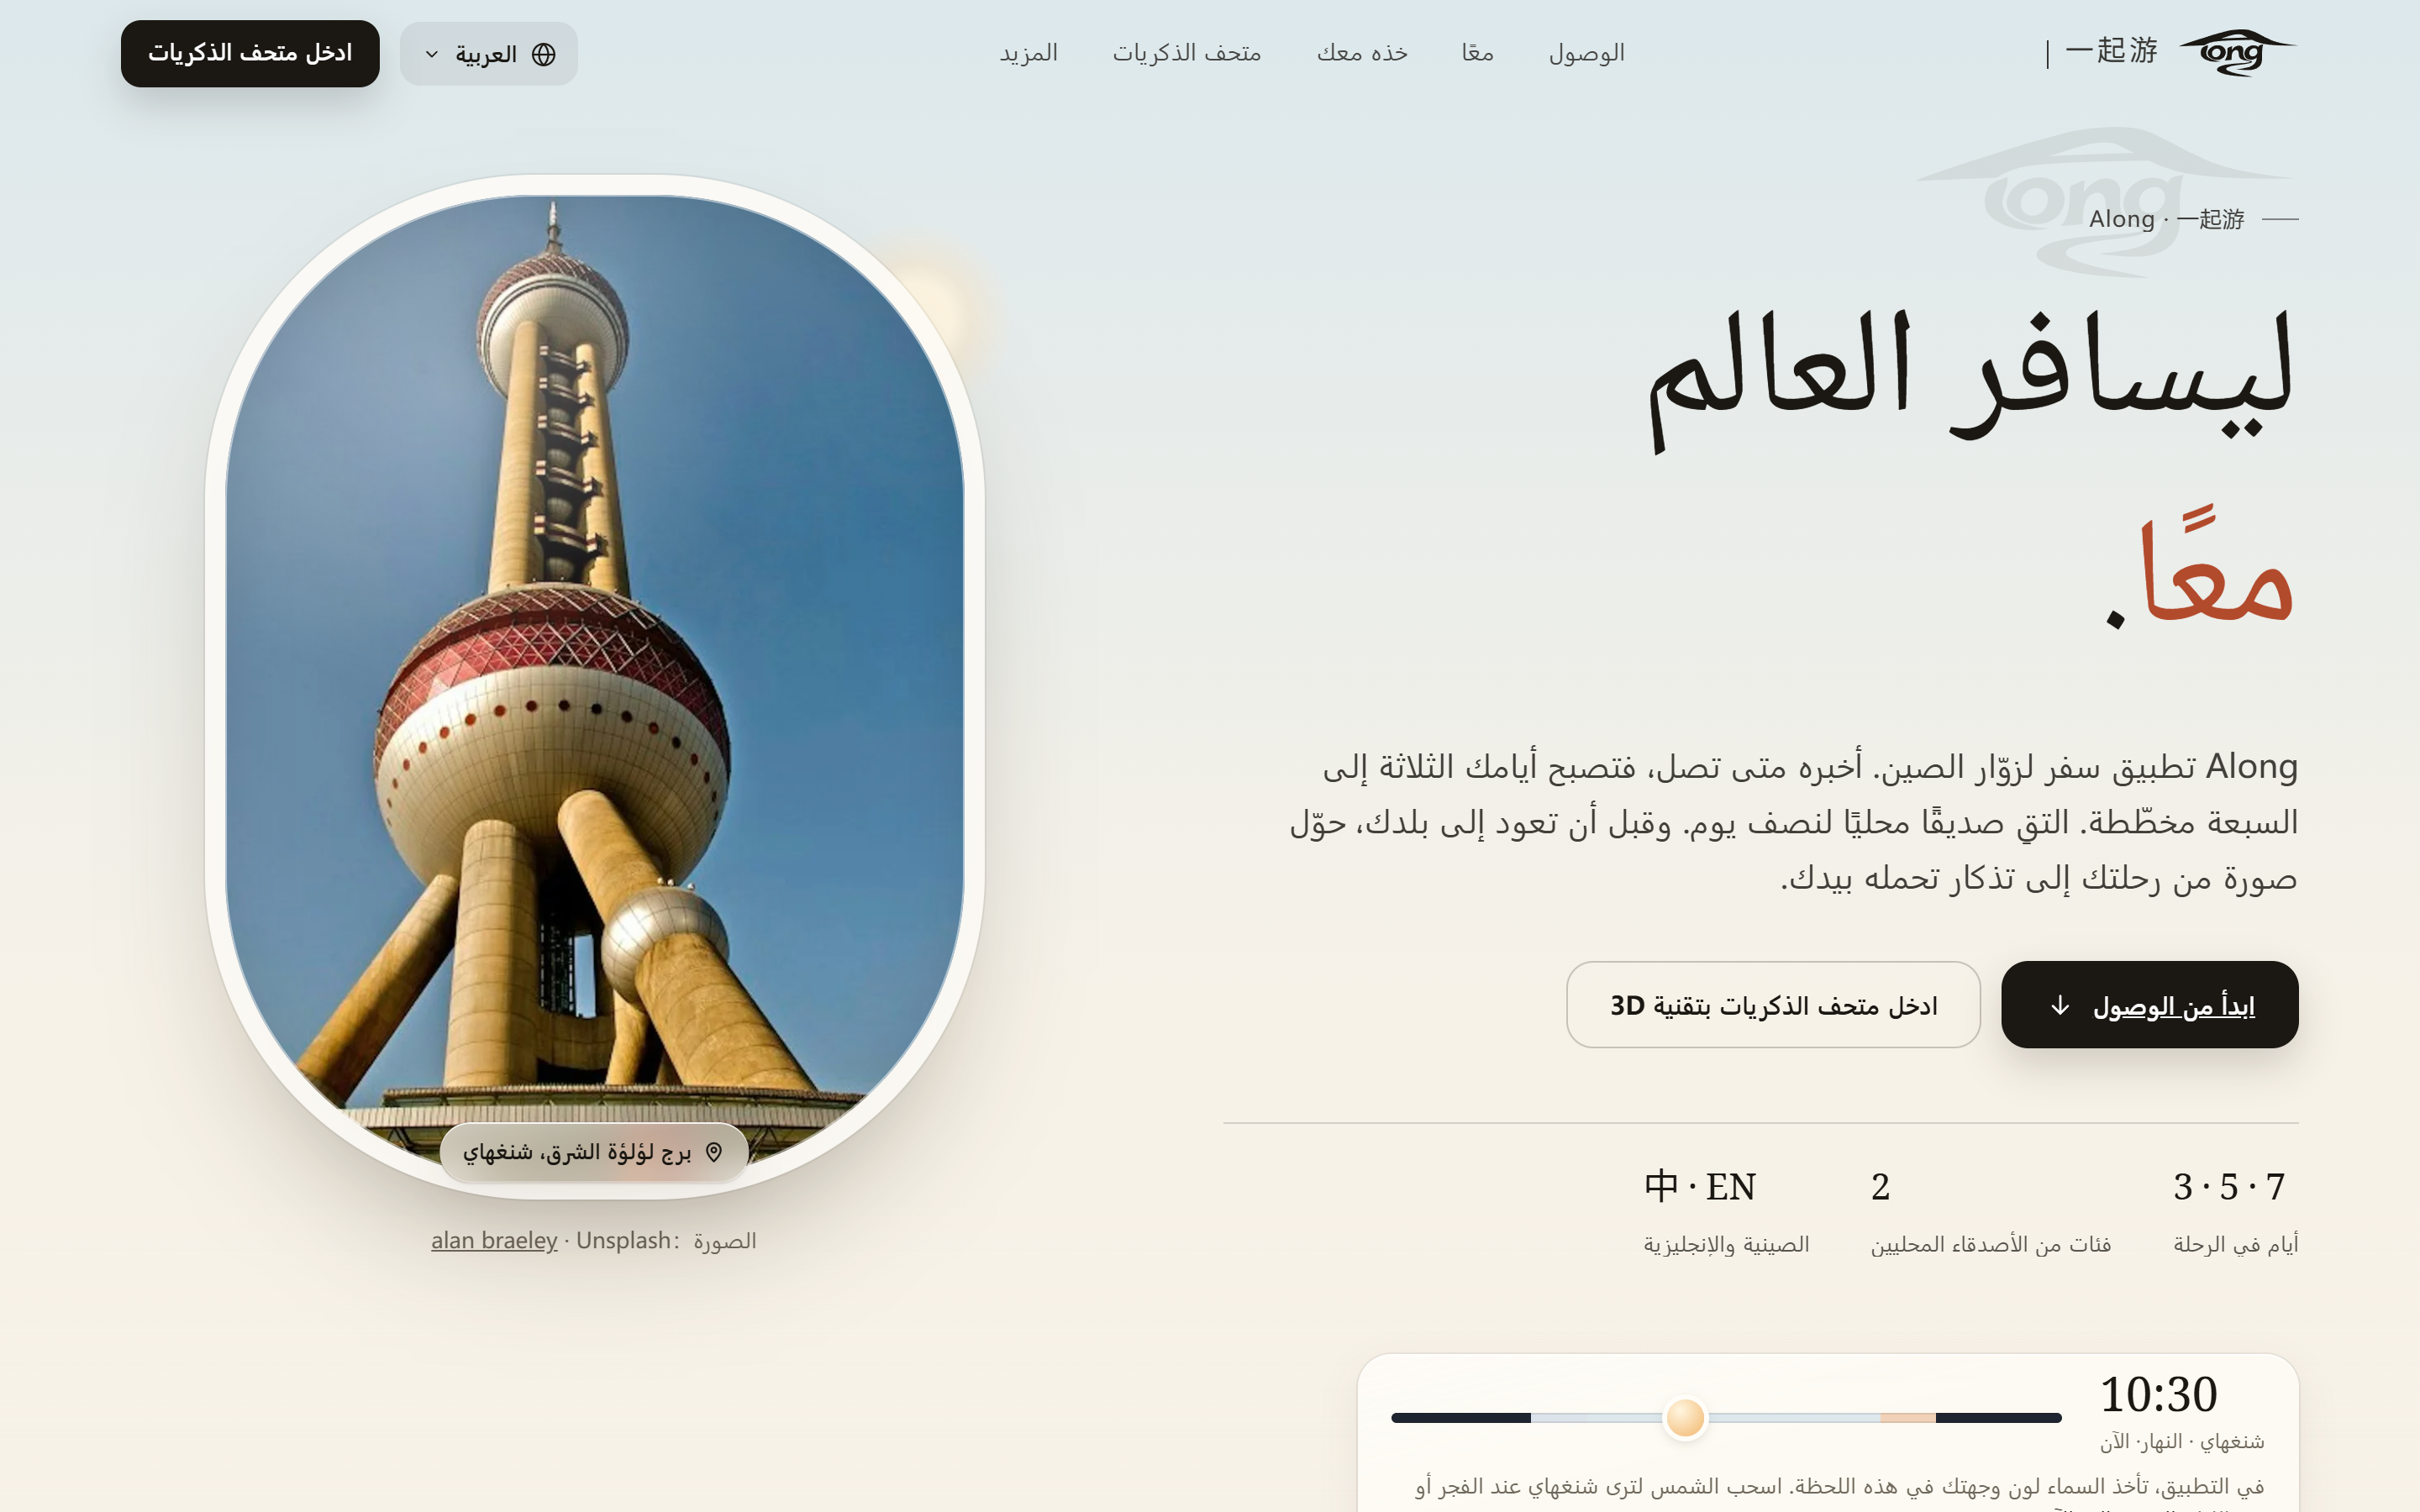 ong
一起游 |
الوصول
معًا
خذه معك
متحف الذكريات
المزيد
العربية
ادخل متحف الذكريات
ong
Along · 一起游
ليسافر العالم
معًا.
Along تطبيق سفر لزوّار الصين. أخبره متى تصل، فتصبح أيامك الثلاثة إلى
السبعة مخطّطة. التقِ صديقًا محليًا لنصف يوم. وقبل أن تعود إلى بلدك، حوّل
صورة من رحلتك إلى تذكار تحمله بيدك.
ابدأ من الوصول
ادخل متحف الذكريات بتقنية 3D
3 · 5 · 7
أيام في الرحلة
2
فئات من الأصدقاء المحليين
中 · EN
الصينية والإنجليزية
برج لؤلؤة الشرق، شنغهاي
الصورة: alan braeley · Unsplash
10:30
شنغهاي · النهار· الآن
في التطبيق، تأخذ السماء لون وجهتك في هذه اللحظة. اسحب الشمس لترى شنغهاي عند الفجر أو